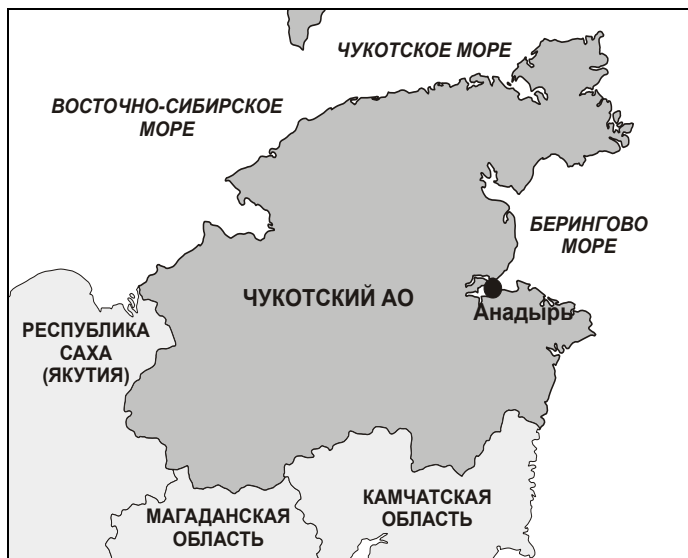 ЧУКОТСКОЕ МОРЕ
ВОСТОЧНО-СИБИРСКОЕ
МОРЕ
БЕРИНГОВО
МОРЕ
ЧУКОТСКИЙ АО
Анадырь
РЕСПУБЛИКА
САХА
(ЯКУТИЯ)
КАМЧАТСКАЯ
ОБЛАСТЬ
МАГАДАНСКАЯ
ОБЛАСТЬ